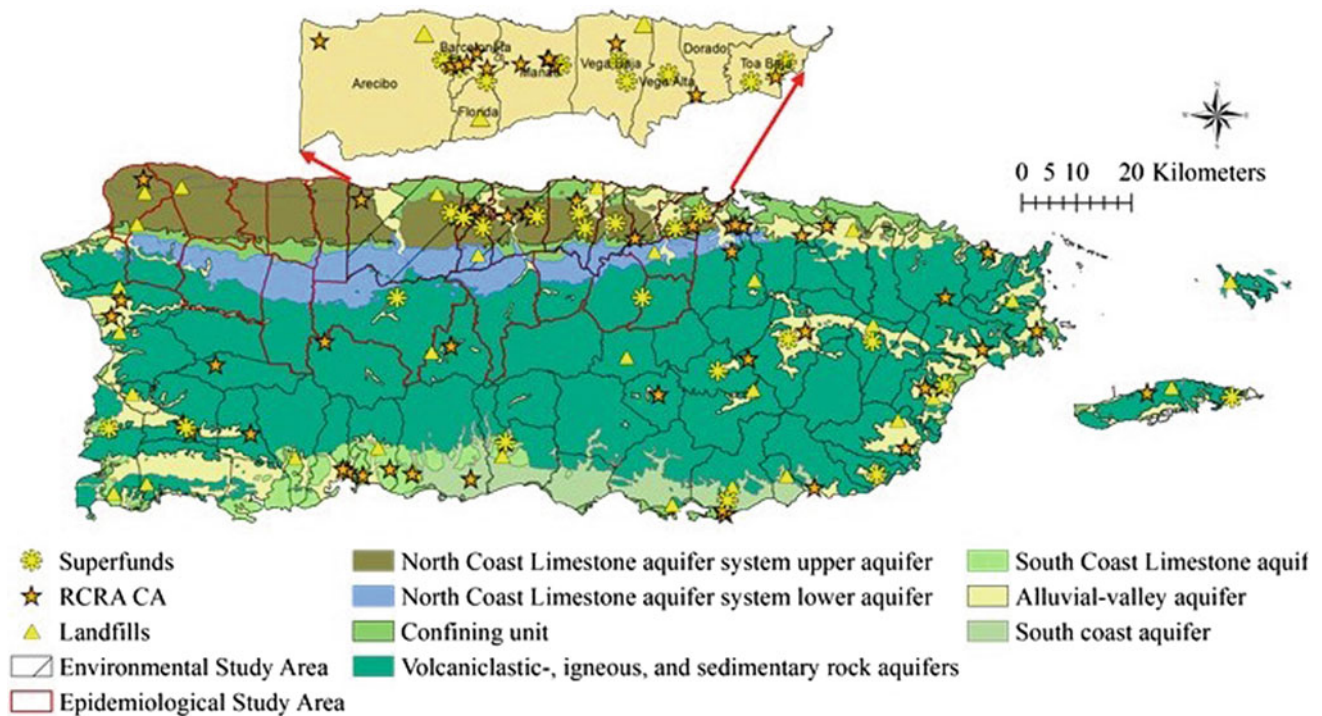 Arecibo
Barceloneta
Florida
Manati
Vega Baja
Vega Alta
Dorado
Toa Baja
0 5 10 20 Kilometers
Superfunds
RCRA CA
Landfills
Environmental Study Area
Epidemiological Study Area
North Coast Limestone aquifer system upper aquifer
North Coast Limestone aquifer system lower aquifer
Confining unit
Volcaniclastic-, igneous, and sedimentary rock aquifers
South Coast Limestone aquif
Alluvial-valley aquifer
South coast aquifer